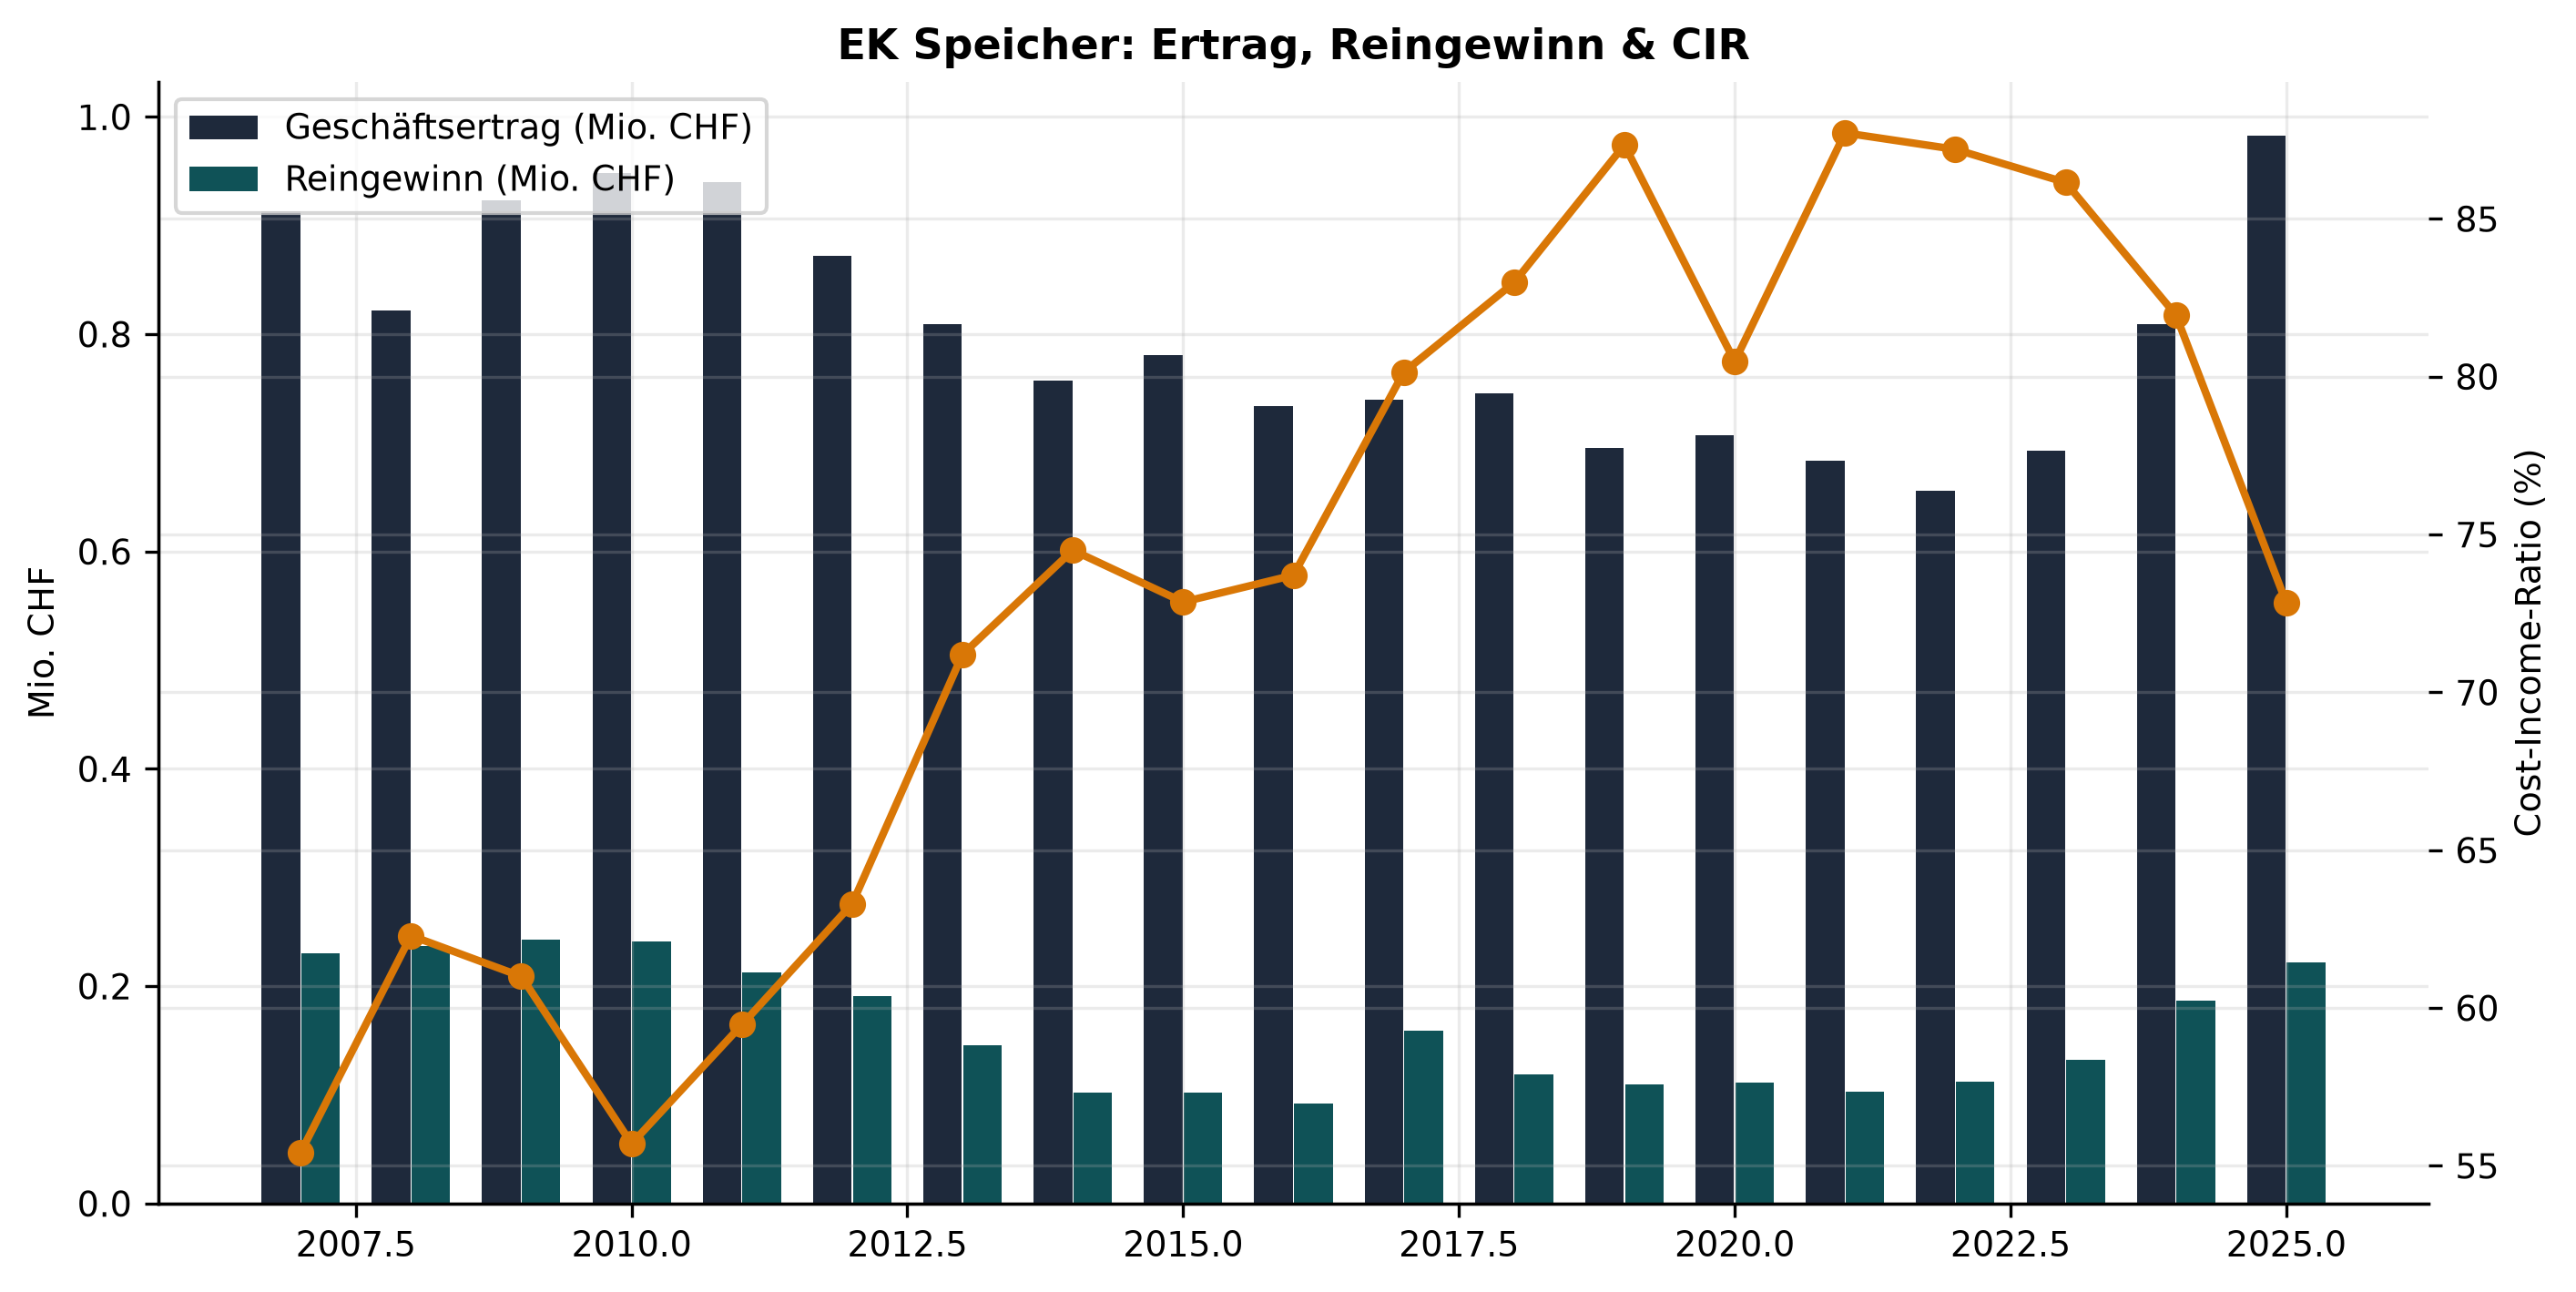 EK Speicher: Ertrag, Reingewinn & CIR
Geschäftsertrag (Mio. CHF)
Reingewinn (Mio. CHF)
Mio. CHF
1.0
0.8
0.6
0.4
0.2
0.0
85
80
75
70
65
60
55
Cost-Income-Ratio (%)
2007.5 2010.0 2012.5 2015.0 2017.5 2020.0 2022.5 2025.0